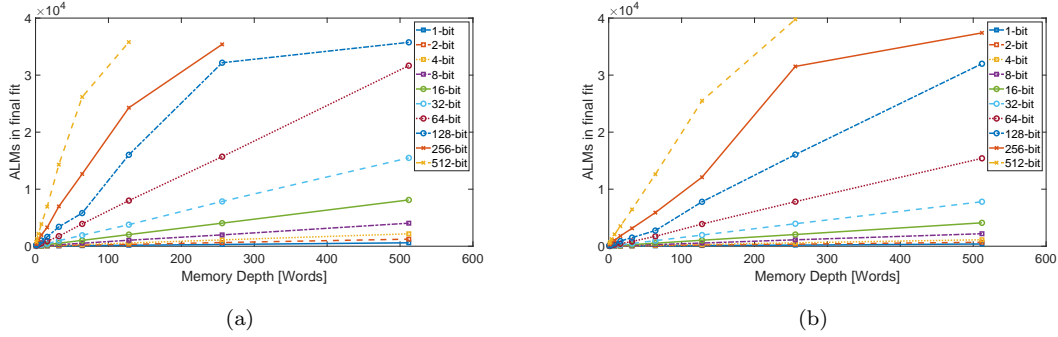 4 × 10^4
3
2
1
0
ALMs in final fit
0 100 200 300 400 500 600
Memory Depth [Words]
1-bit
2-bit
4-bit
8-bit
16-bit
32-bit
64-bit
128-bit
256-bit
512-bit
(a)
4 × 10^4
3
2
1
0
ALMs in final fit
0 100 200 300 400 500 600
Memory Depth [Words]
1-bit
2-bit
4-bit
8-bit
16-bit
32-bit
64-bit
128-bit
256-bit
512-bit
(b)